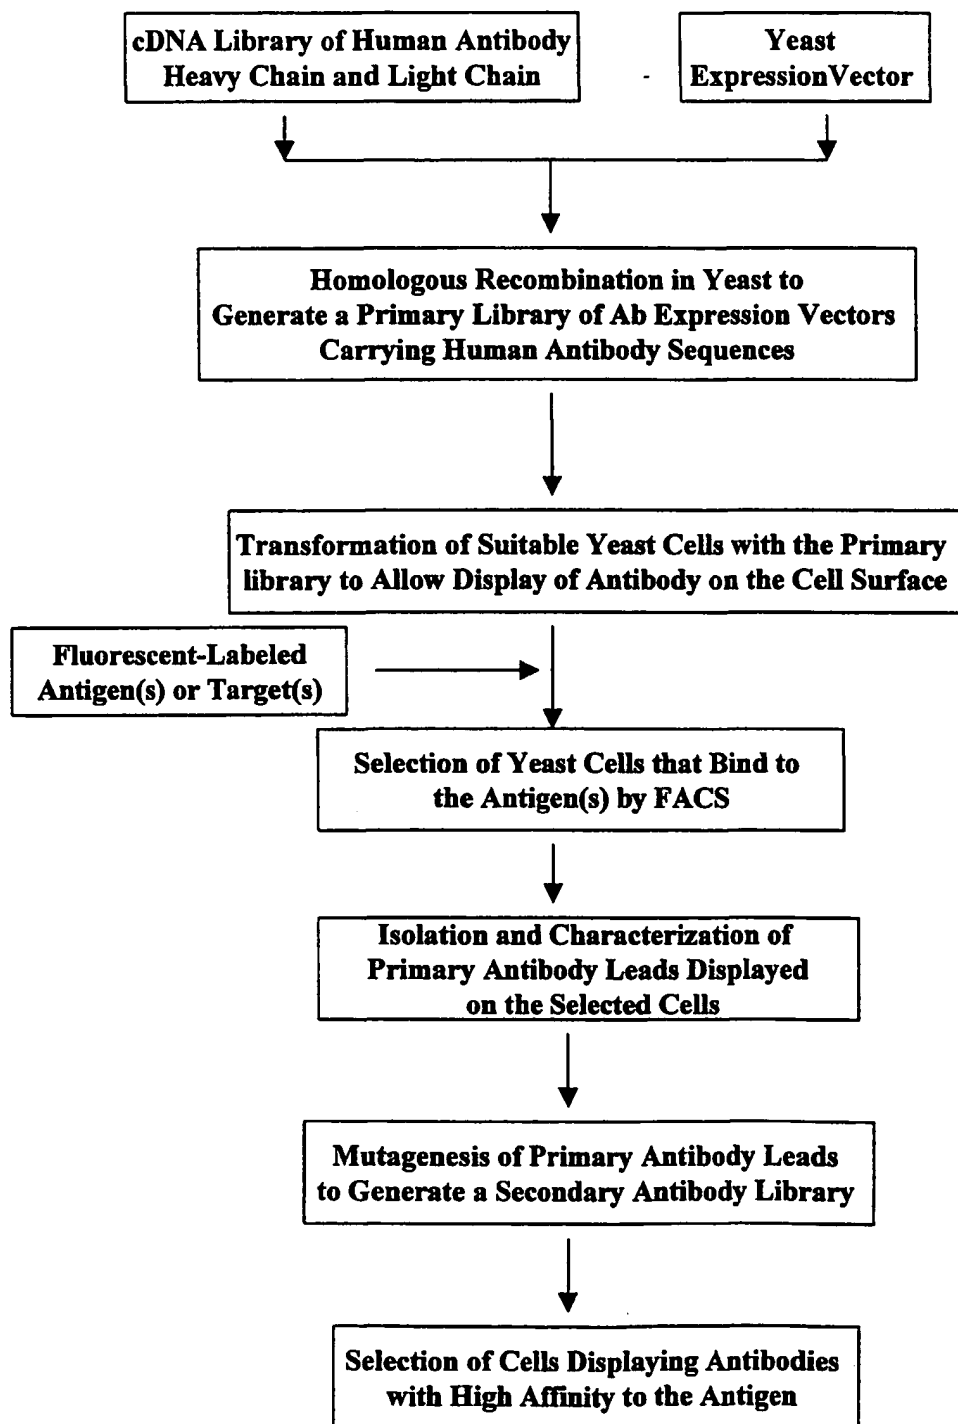 cDNA Library of Human Antibody
Heavy Chain and Light Chain
Yeast
ExpressionVector
Homologous Recombination in Yeast to
Generate a Primary Library of Ab Expression Vectors
Carrying Human Antibody Sequences
Transformation of Suitable Yeast Cells with the Primary
library to Allow Display of Antibody on the Cell Surface
Fluorescent-Labeled
Antigen(s) or Target(s)
Selection of Yeast Cells that Bind to
the Antigen(s) by FACS
Isolation and Characterization of
Primary Antibody Leads Displayed
on the Selected Cells
Mutagenesis of Primary Antibody Leads
to Generate a Secondary Antibody Library
Selection of Cells Displaying Antibodies
with High Affinity to the Antigen